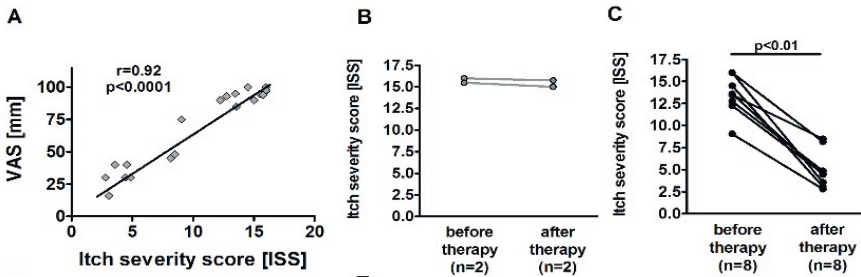 A
r=0.92
p<0.0001
VAS [mm]
100
75
50
25
0
0 5 10 15 20
Itch severity score [ISS]
B
Itch severity score [ISS]
17.5
15.0
12.5
10.0
7.5
5.0
2.5
0.0
before
therapy
(n=2)
after
therapy
(n=2)
C
p<0.01
Itch severity score [ISS]
17.5
15.0
12.5
10.0
7.5
5.0
2.5
0.0
before
therapy
(n=8)
after
therapy
(n=8)